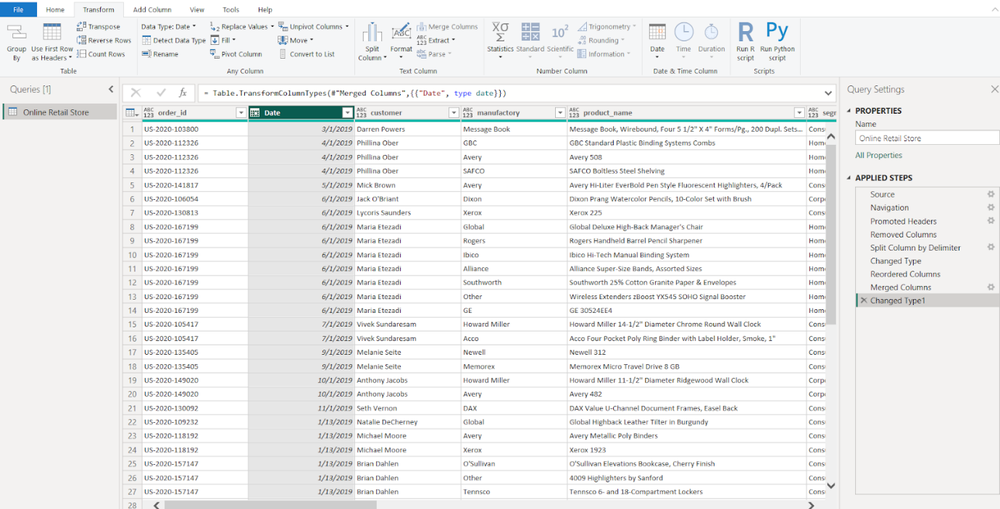 File Home Transform Add Column View Tools Help
Group By
Use First Row as Headers
Transpose
Reverse Rows
Count Rows
Table
Data Type: Date
Detect Data Type
Rename
Replace Values
Fill
Pivot Column
Unpivot Columns
Move
Convert to List
Any Column
Split Column
Format
ABC
Merge Columns
ABC 123 Extract
abc Parse
Text Column
XΣσ Statistics
Standard
10² Scientific
Trigonometry
Rounding
Information
Number Column
Date
Time
Duration
Date & Time Column
R Run R script
Py Run Python script
Scripts
Queries [1]
Online Retail Store
fx = Table.TransformColumnTypes(#"Merged Columns",{{"Date", type date}})
ABC 123 order_id Date ABC 123 customer ABC 123 manufactory ABC 123 product_name ABC 123 segr
1 US-2020-103800 3/1/2019 Darren Powers Message Book Message Book, Wirebound, Four 5 1/2" X 4" Forms/Pg., 200 Dupl. Sets... Cons
2 US-2020-112326 4/1/2019 Phillina Ober GBC GBC Standard Plastic Binding Systems Combs Hom
3 US-2020-112326 4/1/2019 Phillina Ober Avery Avery 508 Hom
4 US-2020-112326 4/1/2019 Phillina Ober SAFCO SAFCO Boltless Steel Shelving Hom
5 US-2020-141817 5/1/2019 Mick Brown Avery Avery Hi-Liter EverBold Pen Style Fluorescent Highlighters, 4/Pack Cons
6 US-2020-106054 6/1/2019 Jack O'Briant Dixon Dixon Prang Watercolor Pencils, 10-Color Set with Brush Corp
7 US-2020-130813 6/1/2019 Lycoris Saunders Xerox Xerox 225 Cons
8 US-2020-167199 6/1/2019 Maria Etezadi Global Global Deluxe High-Back Manager's Chair Hom
9 US-2020-167199 6/1/2019 Maria Etezadi Rogers Rogers Handheld Barrel Pencil Sharpener Hom
10 US-2020-167199 6/1/2019 Maria Etezadi Ibico Ibico Hi-Tech Manual Binding System Hom
11 US-2020-167199 6/1/2019 Maria Etezadi Alliance Alliance Super-Size Bands, Assorted Sizes Hom
12 US-2020-167199 6/1/2019 Maria Etezadi Southworth Southworth 25% Cotton Granite Paper & Envelopes Hom
13 US-2020-167199 6/1/2019 Maria Etezadi Other Wireless Extenders zBoost YX545 SOHO Signal Booster Hom
14 US-2020-167199 6/1/2019 Maria Etezadi GE GE 30524EE4 Hom
15 US-2020-105417 7/1/2019 Vivek Sundaresam Howard Miller Howard Miller 14-1/2" Diameter Chrome Round Wall Clock Cons
16 US-2020-105417 7/1/2019 Vivek Sundaresam Acco Acco Four Pocket Poly Ring Binder with Label Holder, Smoke, 1" Cons
17 US-2020-135405 9/1/2019 Melanie Seite Newell Newell 312 Cons
18 US-2020-135405 9/1/2019 Melanie Seite Memorex Memorex Micro Travel Drive 8 GB Cons
19 US-2020-149020 10/1/2019 Anthony Jacobs Howard Miller Howard Miller 11-1/2" Diameter Ridgewood Wall Clock Corp
20 US-2020-149020 10/1/2019 Anthony Jacobs Avery Avery 482 Corp
21 US-2020-130092 11/1/2019 Seth Vernon DAX DAX Value U-Channel Document Frames, Easel Back Cons
22 US-2020-109232 1/13/2019 Natalie DeCherney Global Global Highback Leather Tilter in Burgundy Cons
23 US-2020-118192 1/13/2019 Michael Moore Avery Avery Metallic Poly Binders Cons
24 US-2020-118192 1/13/2019 Michael Moore Xerox Xerox 1923 Cons
25 US-2020-157147 1/13/2019 Brian Dahlen O'Sullivan O'Sullivan Elevations Bookcase, Cherry Finish Cons
26 US-2020-157147 1/13/2019 Brian Dahlen Other 4009 Highlighters by Sanford Cons
27 US-2020-157147 1/13/2019 Brian Dahlen Tennsco Tennsco 6- and 18-Compartment Lockers Cons
28
Query Settings
PROPERTIES
Name
Online Retail Store
All Properties
APPLIED STEPS
Source
Navigation
Promoted Headers
Removed Columns
Split Column by Delimiter
Changed Type
Reordered Columns
Merged Columns
Changed Type1